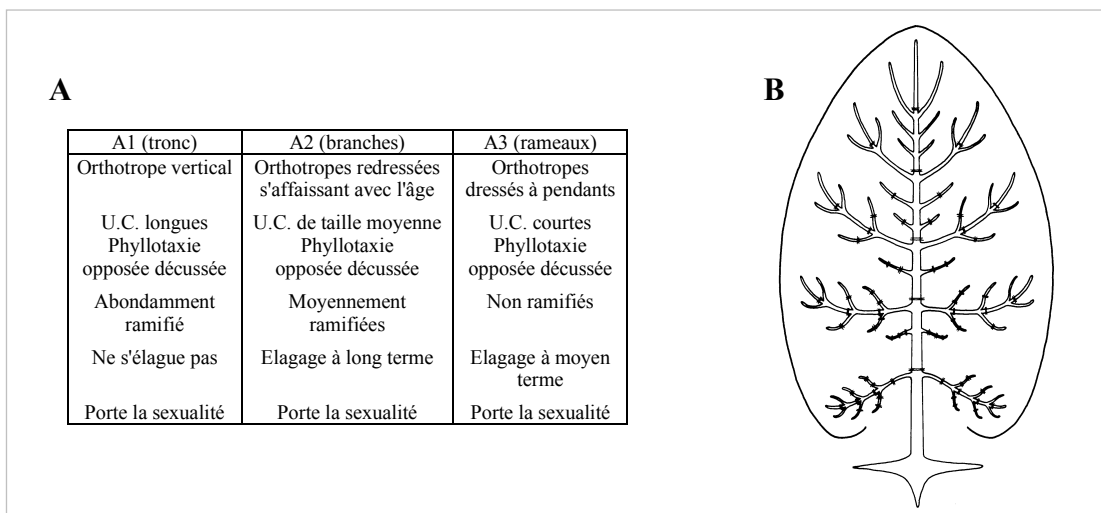 A
B
A1 (tronc) A2 (branches) A3 (rameaux)
Orthotrope vertical Orthotropes redressées Orthotropes
s'affaissant avec l'âge dressés à pendants
U.C. longues U.C. de taille moyenne U.C. courtes
Phyllotaxie Phyllotaxie Phyllotaxie
opposée décussée opposée décussée opposée décussée
Abondamment Moyennement Non ramifiés
ramifié ramifiées
Ne s'élague pas Elagage à long terme Elagage à moyen
terme
Porte la sexualité Porte la sexualité Porte la sexualité